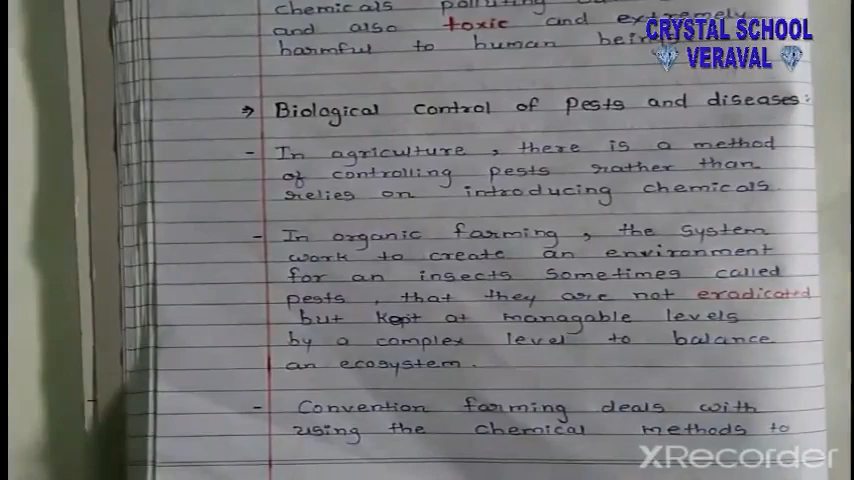 chemicals polluting
and also toxic and extremely
harmful to human bein
CRYSTAL SCHOOL
VERAVAL
→ Biological control of pests and diseases:
- In agriculture, there is a method
of controlling pests rather than
relies on introducing chemicals.
- In organic farming, the system
work to create an environment
for an insects sometimes called
pests, that they are not eradicated
but kept at managable levels
by a complex level to balance
an ecosystem.
- Convention farming deals with
using the chemical methods to
XRecorder